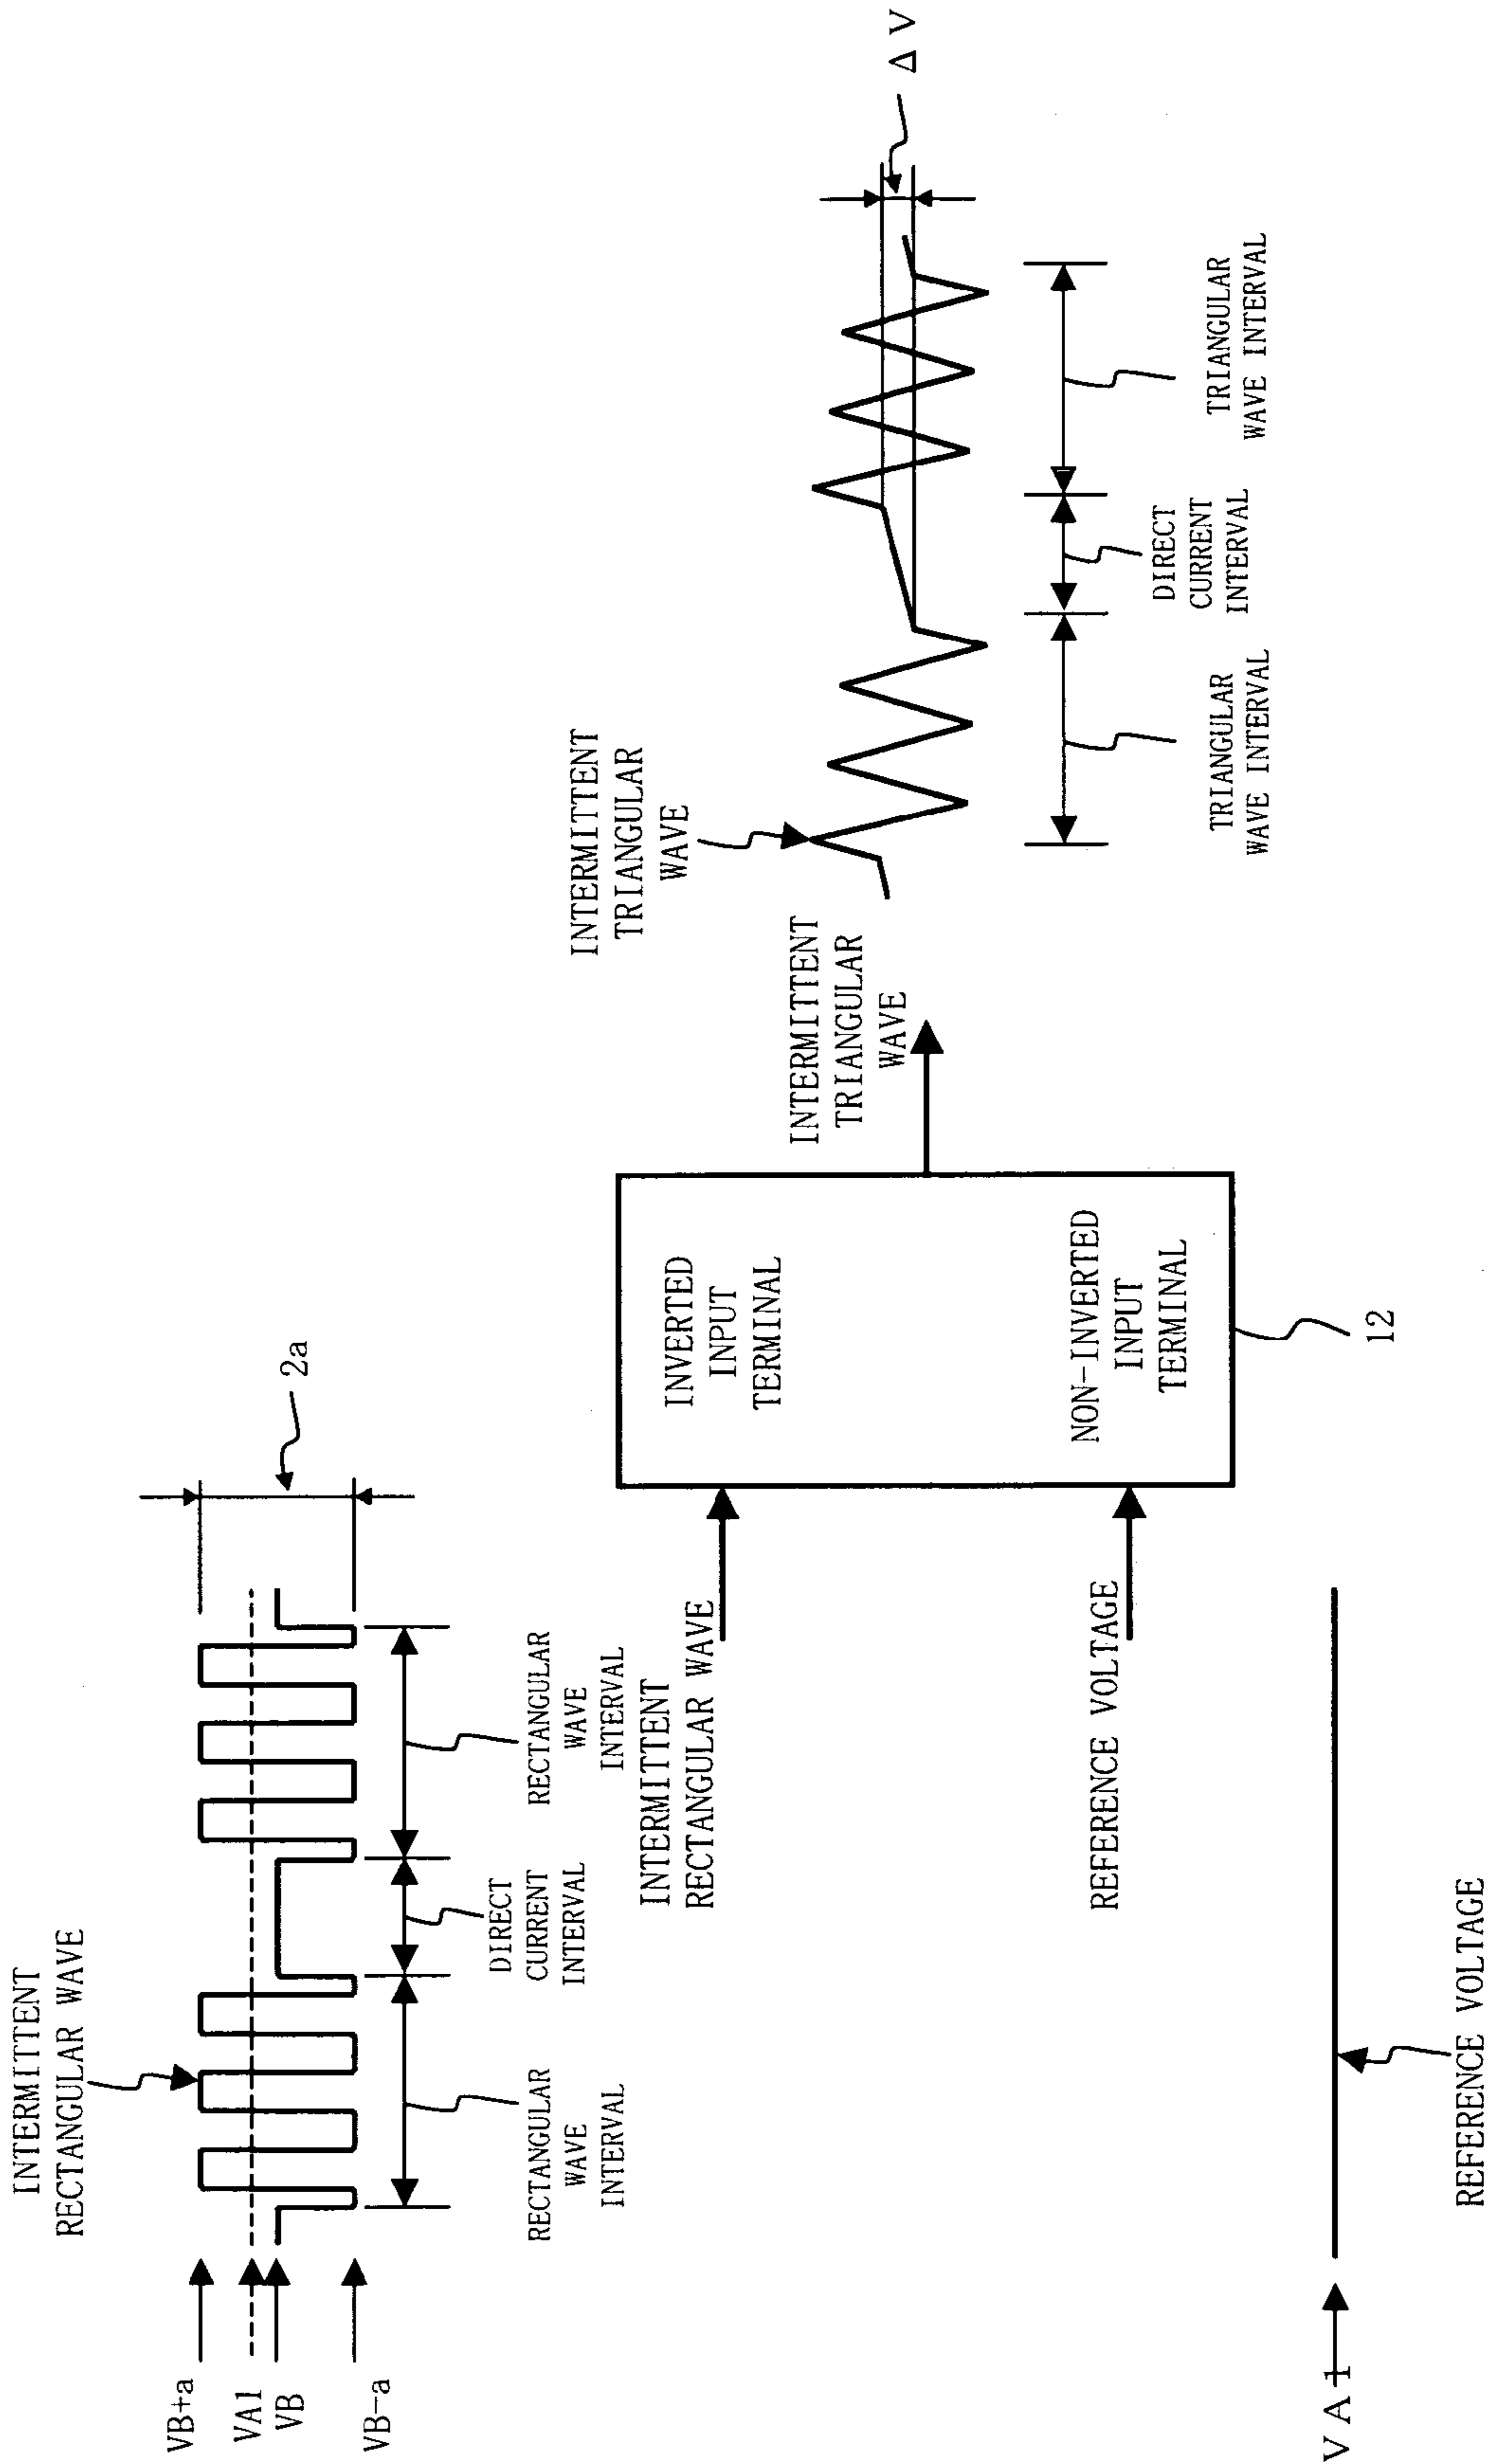 INTERMITTENT
RECTANGULAR WAVE
VB+a
VA1
VB
VB-a
2a
RECTANGULAR
WAVE
INTERVAL
DIRECT
CURRENT
INTERVAL
RECTANGULAR
WAVE
INTERVAL
INTERMITTENT
RECTANGULAR WAVE
REFERENCE VOLTAGE
INVERTED
INPUT
TERMINAL
NON-INVERTED
INPUT
TERMINAL
12
VA1
REFERENCE VOLTAGE
INTERMITTENT
TRIANGULAR
WAVE
INTERMITTENT
TRIANGULAR
WAVE
ΔV
TRIANGULAR
WAVE INTERVAL
DIRECT
CURRENT
INTERVAL
TRIANGULAR
WAVE INTERVAL